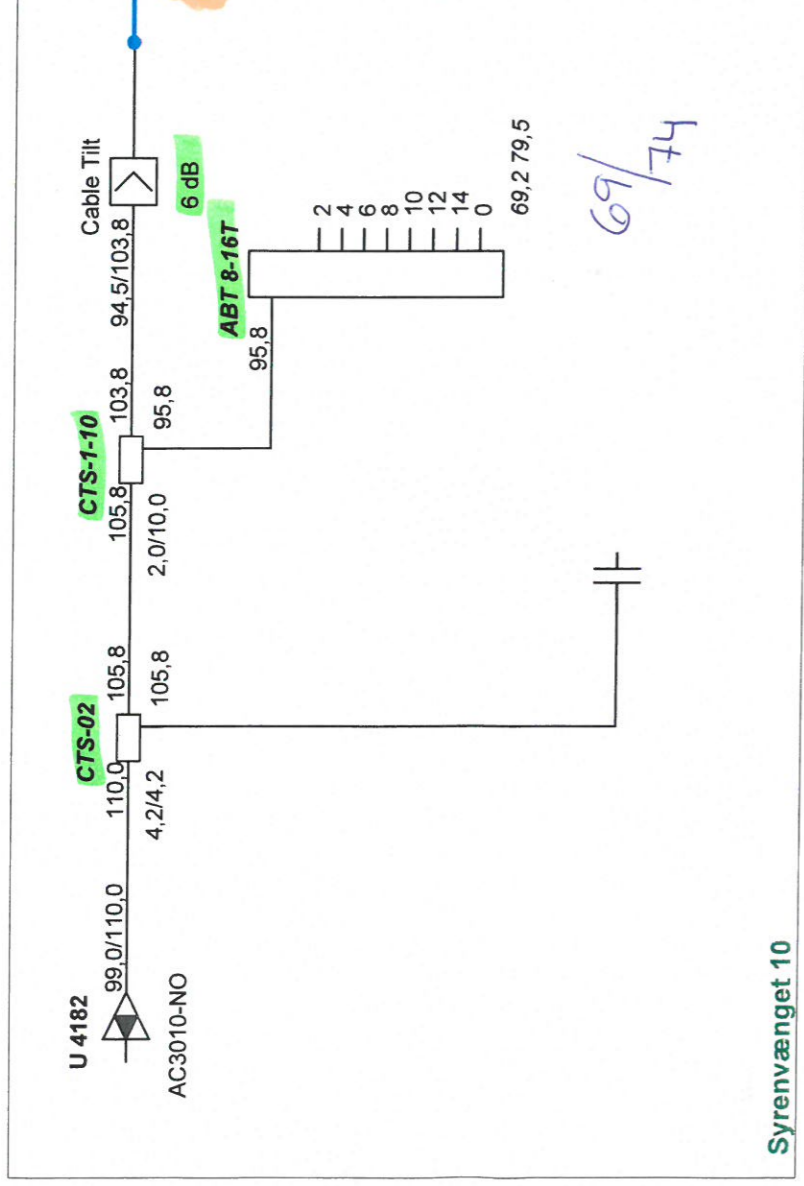 U 4182
99,0/110,0
AC3010-NO
CTS-02
110,0
105,8
4,2/4,2
105,8
CTS-1-10
105,8
103,8
2,0/10,0
95,8
94,5/103,8
Cable Tilt
6 dB
ABT 8-16T
95,8
2
4
6
8
10
12
14
0
69,2 79,5
69/74
Syrenvænget 10